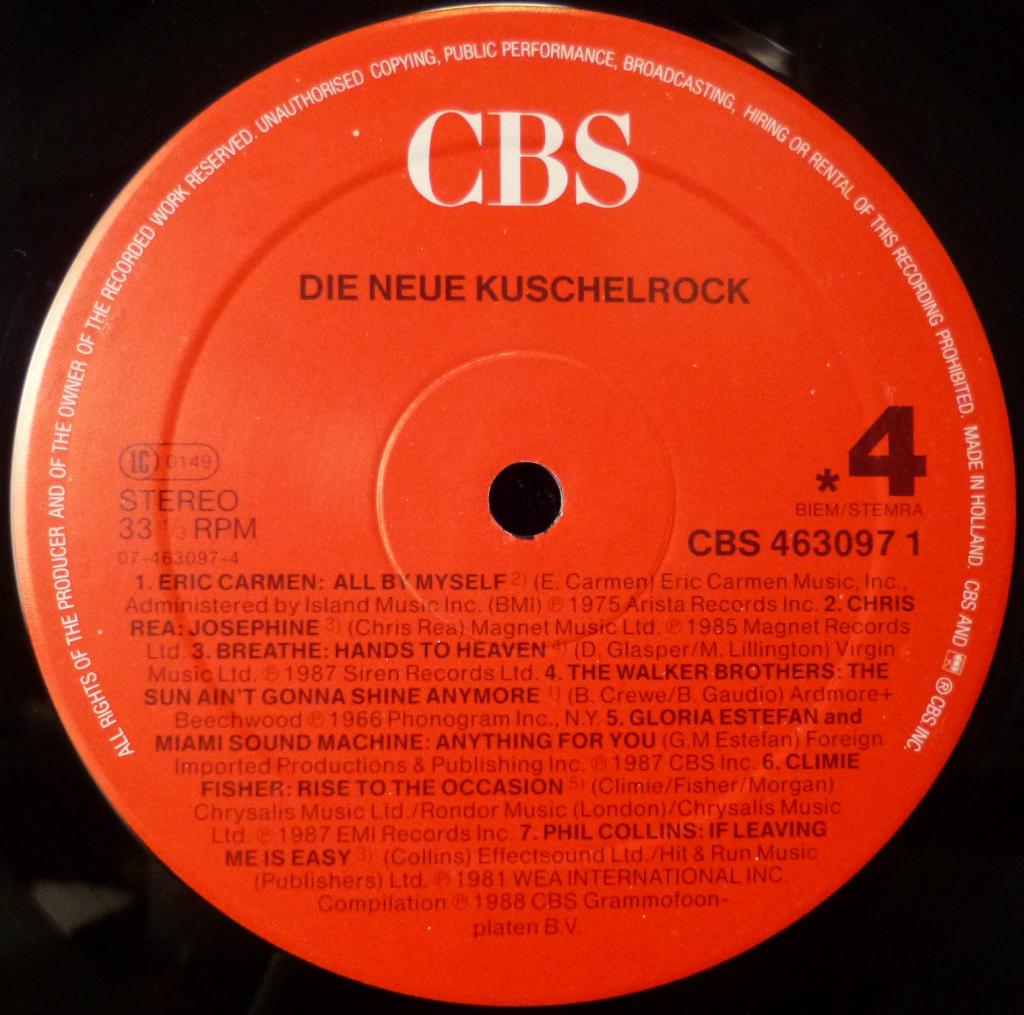 ALL RIGHTS OF THE PRODUCER AND OF THE OWNER OF THE RECORDED WORK RESERVED. UNAUTHORISED COPYING, PUBLIC PERFORMANCE, BROADCASTING, HIRING OR RENTAL OF THIS RECORDING PROHIBITED. MADE IN HOLLAND. CBS AND ® CBS INC.
CBS
DIE NEUE KUSCHELROCK
LC 0149
STEREO
33 1/3 RPM
07-463097-4
*4
BIEM/STEMRA
CBS 463097 1
1. ERIC CARMEN: ALL BY MYSELF 2) (E. Carmen) Eric Carmen Music, Inc.,
Administered by Island Music Inc. (BMI) ℗ 1975 Arista Records Inc. 2. CHRIS
REA: JOSEPHINE 3) (Chris Rea) Magnet Music Ltd. ℗ 1985 Magnet Records
Ltd. 3. BREATHE: HANDS TO HEAVEN 4) (D. Glasper/M. Lillington) Virgin
Music Ltd. ℗ 1987 Siren Records Ltd. 4. THE WALKER BROTHERS: THE
SUN AIN'T GONNA SHINE ANYMORE 1) (B. Crewe/B. Gaudio) Ardmore+
Beechwood ℗ 1966 Phonogram Inc., N.Y. 5. GLORIA ESTEFAN and
MIAMI SOUND MACHINE: ANYTHING FOR YOU (G.M Estefan) Foreign
Imported Productions & Publishing Inc. ℗ 1987 CBS Inc. 6. CLIMIE
FISHER: RISE TO THE OCCASION 5) (Climie/Fisher/Morgan)
Chrysalis Music Ltd./Rondor Music (London)/Chrysalis Music
Ltd. ℗ 1987 EMI Records Inc. 7. PHIL COLLINS: IF LEAVING
ME IS EASY 3) (Collins) Effectsound Ltd./Hit & Run Music
(Publishers) Ltd. ℗ 1981 WEA INTERNATIONAL INC.
Compilation ℗ 1988 CBS Grammofoon-
platen B.V.